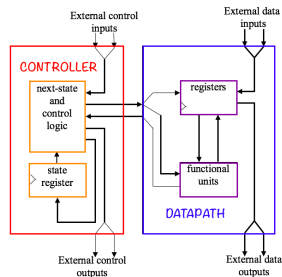 External control
inputs
External data
inputs
CONTROLLER
next-state
and
control
logic
state
register
registers
functional
units
DATAPATH
External control
outputs
External data
outputs